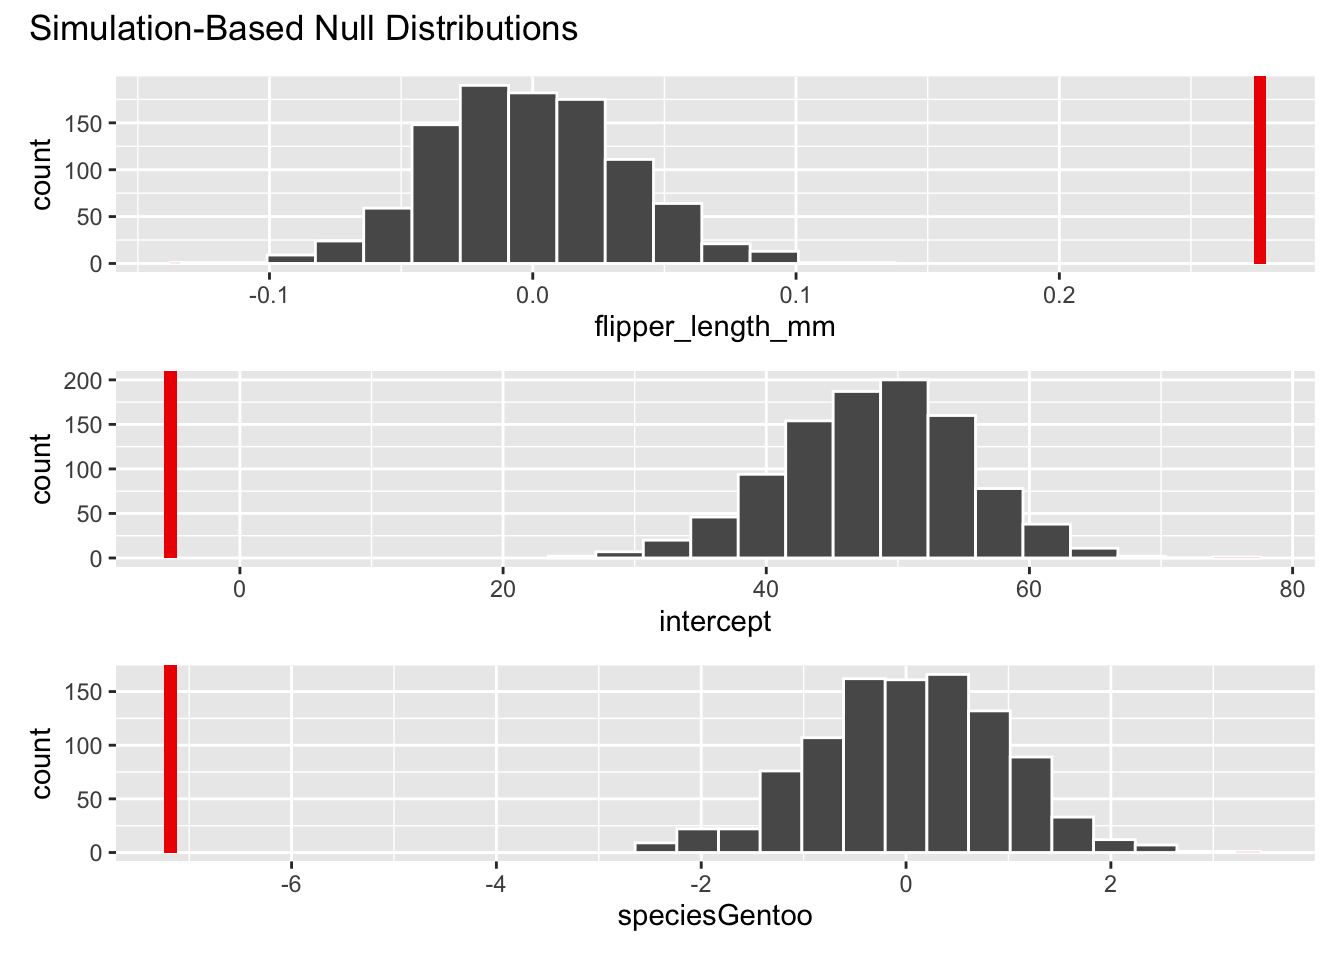 Simulation-Based Null Distributions
count
150
100
50
0
-0.1 0.0 0.1 0.2
flipper_length_mm
count
200
150
100
50
0
0 20 40 60 80
intercept
count
150
100
50
0
-6 -4 -2 0 2
speciesGentoo